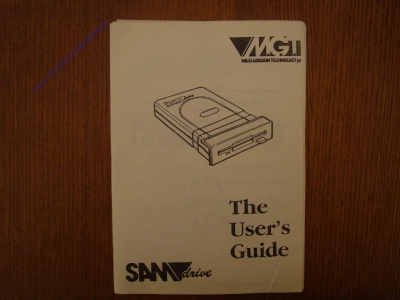 MGT
MILES GORDON TECHNOLOGY plc
The
User's
Guide
SAM drive